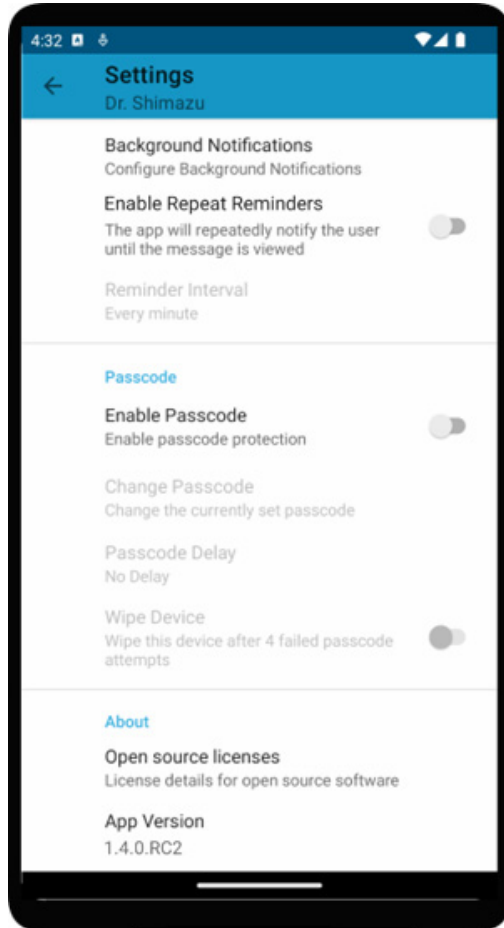 4:32
Settings
Dr. Shimazu
Background Notifications
Configure Background Notifications
Enable Repeat Reminders
The app will repeatedly notify the user
until the message is viewed
Reminder Interval
Every minute
Passcode
Enable Passcode
Enable passcode protection
Change Passcode
Change the currently set passcode
Passcode Delay
No Delay
Wipe Device
Wipe this device after 4 failed passcode
attempts
About
Open source licenses
License details for open source software
App Version
1.4.0.RC2